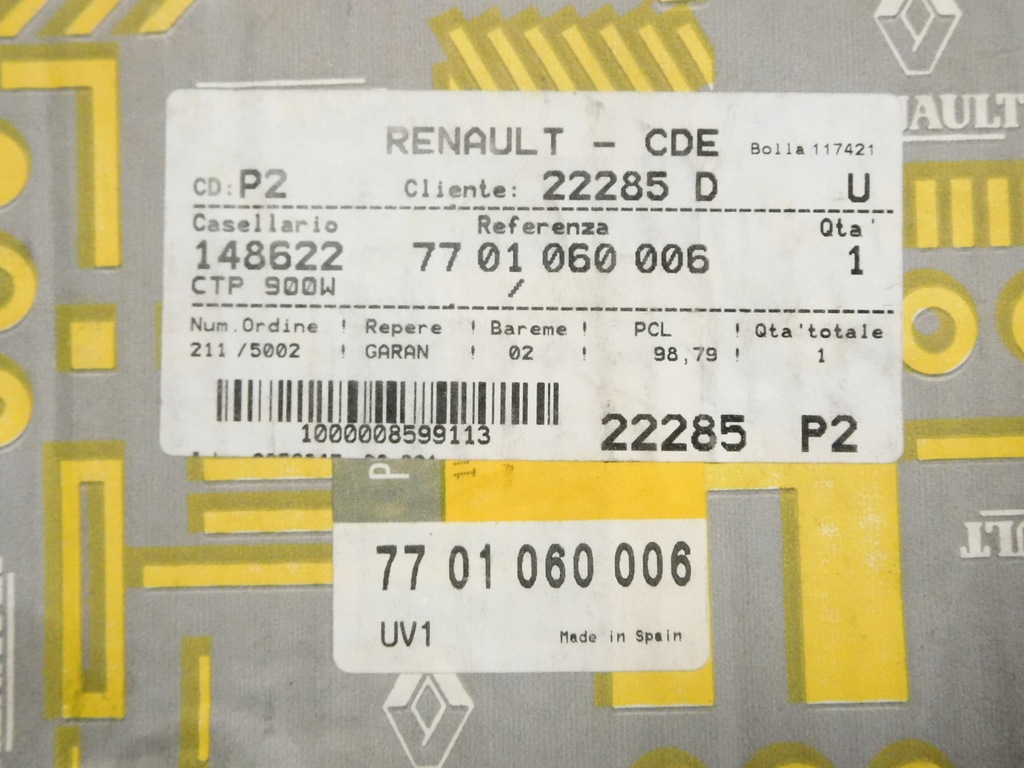 RENAULT - CDE Bolla 117421
CD: P2 Cliente: 22285 D U
Casellario Referenza Qta'
148622 77 01 060 006 1
CTP 900W /
Num.Ordine ! Repere ! Bareme ! PCL ! Qta'totale
211 /5002 ! GARAN ! 02 ! 98,79 ! 1
1000008599113
22285 P2
77 01 060 006
UV1 Made in Spain